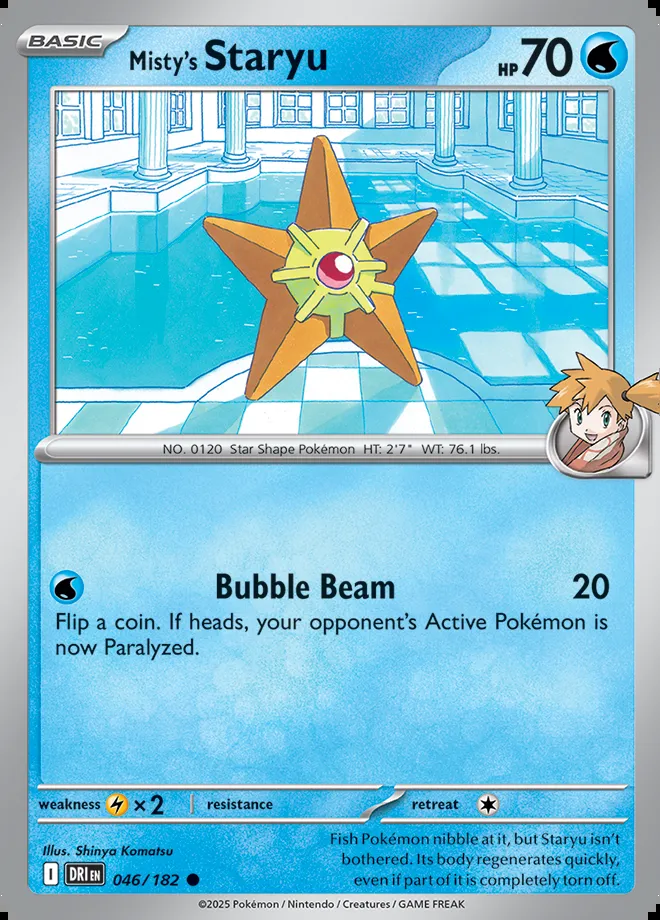 BASIC
Misty's Staryu
HP 70
NO. 0120 Star Shape Pokémon HT: 2'7" WT: 76.1 lbs.
Bubble Beam 20
Flip a coin. If heads, your opponent's Active Pokémon is
now Paralyzed.
weakness ×2 resistance retreat
Illus. Shinya Komatsu
Fish Pokémon nibble at it, but Staryu isn't
bothered. Its body regenerates quickly,
even if part of it is completely torn off.
I DRI EN 046/182
©2025 Pokémon / Nintendo / Creatures / GAME FREAK